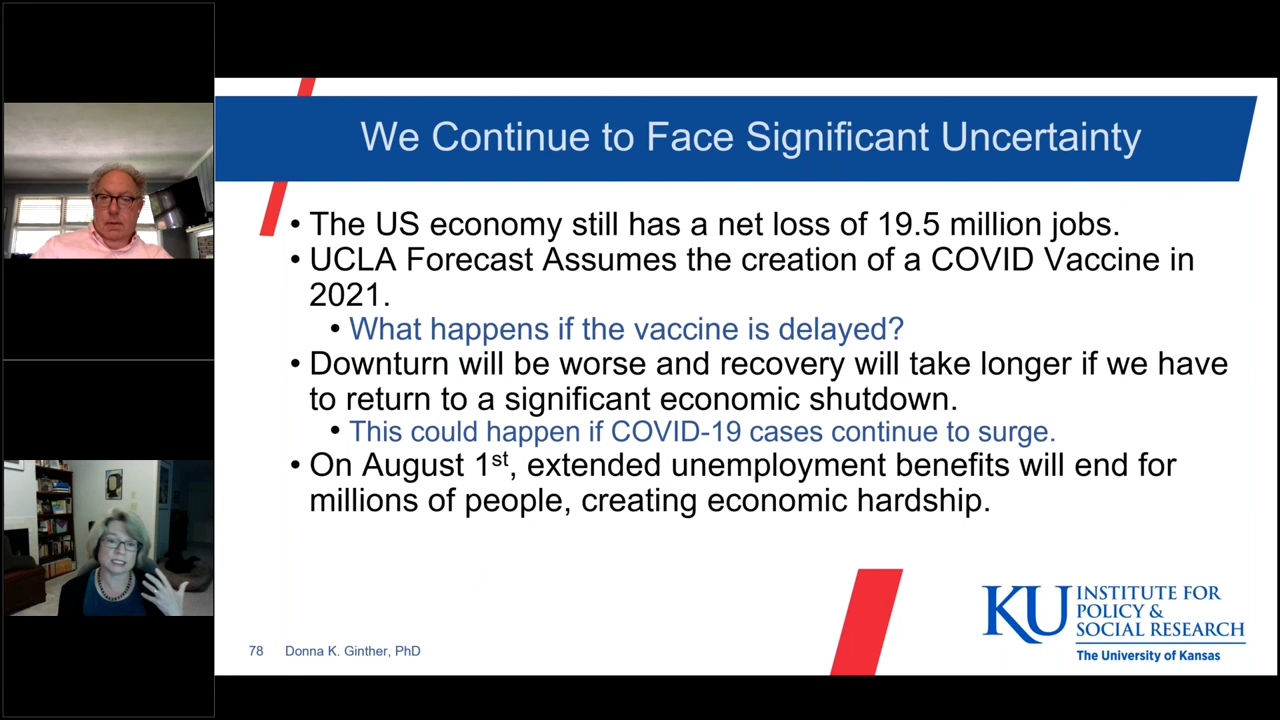 We Continue to Face Significant Uncertainty
• The US economy still has a net loss of 19.5 million jobs.
• UCLA Forecast Assumes the creation of a COVID Vaccine in
2021.
• What happens if the vaccine is delayed?
• Downturn will be worse and recovery will take longer if we have
to return to a significant economic shutdown.
• This could happen if COVID-19 cases continue to surge.
• On August 1st, extended unemployment benefits will end for
millions of people, creating economic hardship.
KU
INSTITUTE FOR
POLICY &
SOCIAL RESEARCH
The University of Kansas
78 Donna K. Ginther, PhD